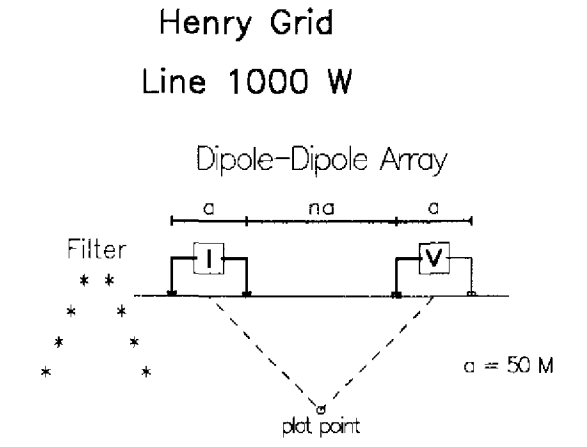 Henry Grid
Line 1000 W
Dipole-Dipole Array
a na a
Filter
I V
* *
* *
* *
* *
a = 50 M
plot point